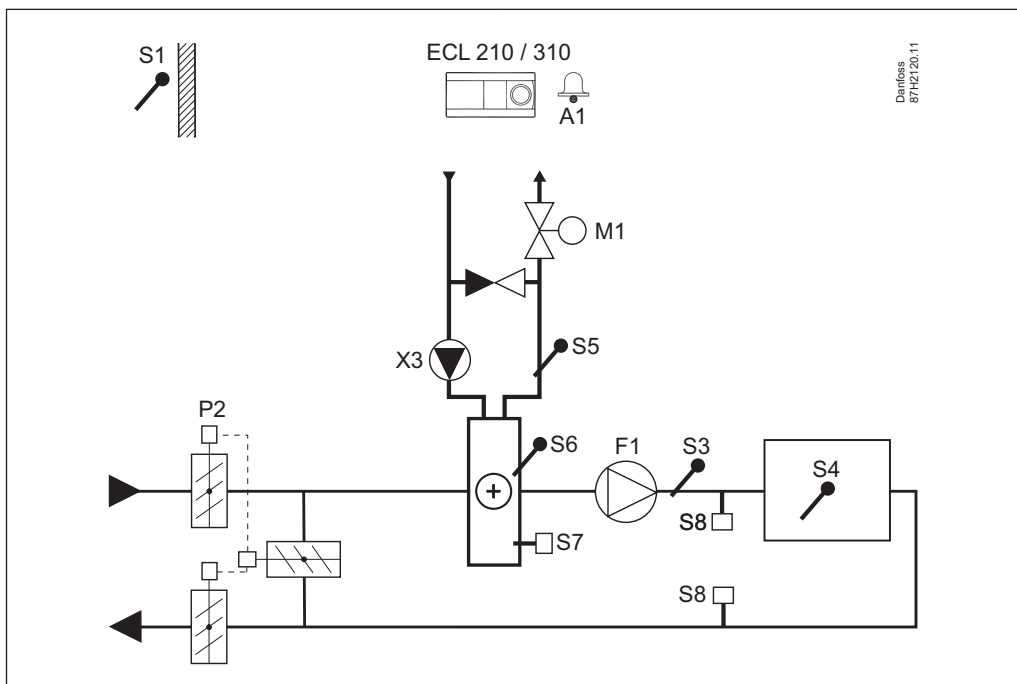 S1
ECL 210 / 310
A1
Danfoss
87H2120.11
M1
S5
X3
P2
S6
F1
S3
S4
S8
S7
S8